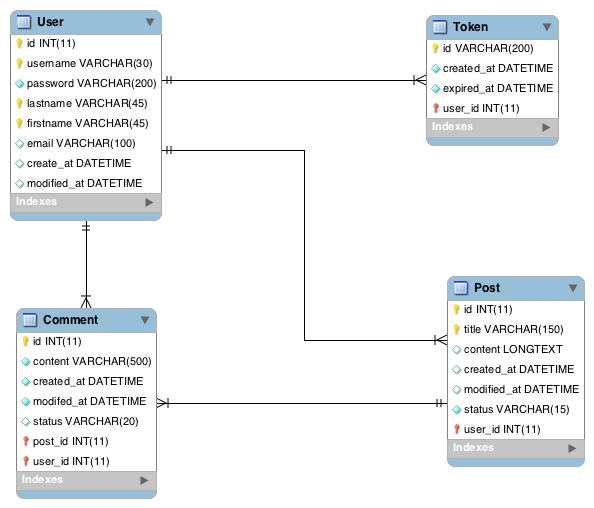 User
id INT(11)
username VARCHAR(30)
password VARCHAR(200)
lastname VARCHAR(45)
firstname VARCHAR(45)
email VARCHAR(100)
create_at DATETIME
modified_at DATETIME
Indexes
Token
id VARCHAR(200)
created_at DATETIME
expired_at DATETIME
user_id INT(11)
Indexes
Comment
id INT(11)
content VARCHAR(500)
created_at DATETIME
modifed_at DATETIME
status VARCHAR(20)
post_id INT(11)
user_id INT(11)
Indexes
Post
id INT(11)
title VARCHAR(150)
content LONGTEXT
created_at DATETIME
modified_at DATETIME
status VARCHAR(15)
user_id INT(11)
Indexes